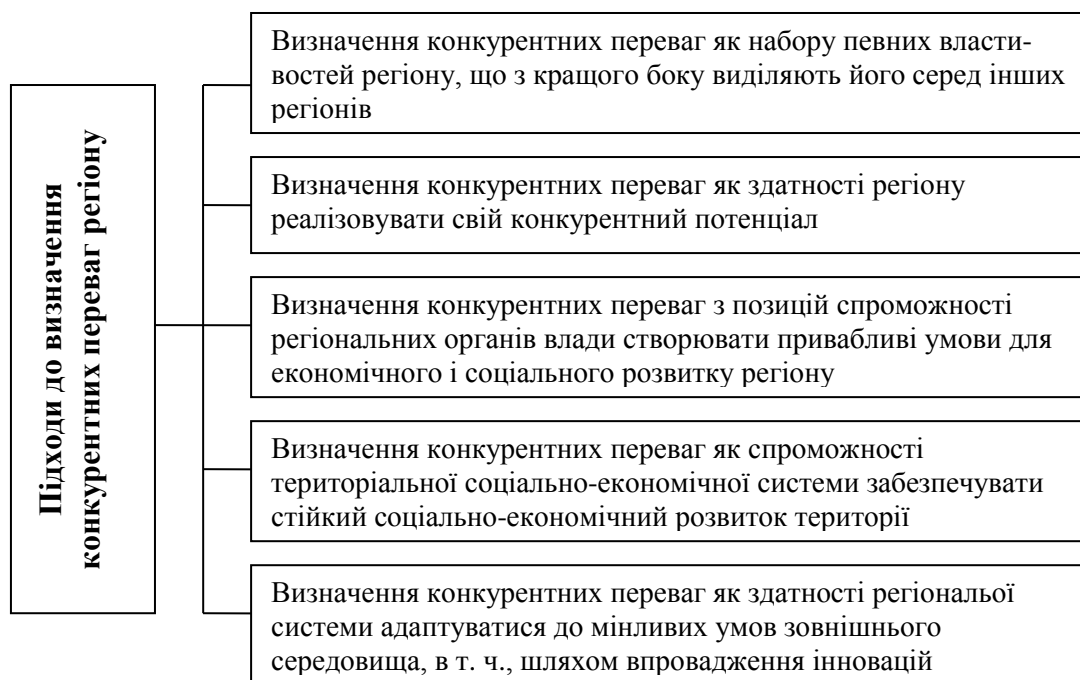 Підходи до визначення
конкурентних переваг регіону
Визначення конкурентних переваг як набору певних власти-
востей регіону, що з кращого боку виділяють його серед інших
регіонів
Визначення конкурентних переваг як здатності регіону
реалізовувати свій конкурентний потенціал
Визначення конкурентних переваг з позицій спроможності
регіональних органів влади створювати привабливі умови для
економічного і соціального розвитку регіону
Визначення конкурентних переваг як спроможності
територіальної соціально-економічної системи забезпечувати
стійкий соціально-економічний розвиток території
Визначення конкурентних переваг як здатності регіональої
системи адаптуватися до мінливих умов зовнішнього
середовища, в т. ч., шляхом впровадження інновацій